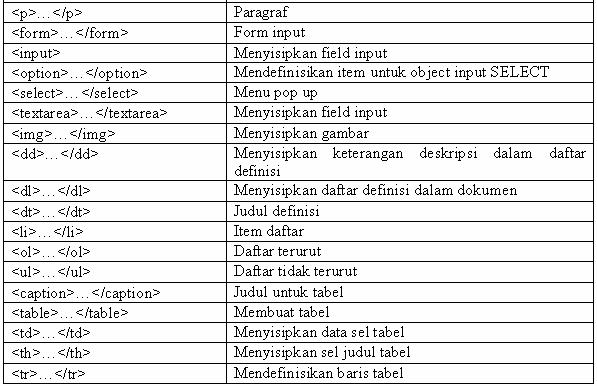 <p>…</p> Paragraf
<form>…</form> Form input
<input> Menyisipkan field input
<option>…</option> Mendefinisikan item untuk object input SELECT
<select>…</select> Menu pop up
<textarea>…</textarea> Menyisipkan field input
<img>…</img> Menyisipkan gambar
<dd>…</dd> Menyisipkan keterangan deskripsi dalam daftar
definisi
<dl>…</dl> Menyisipkan daftar definisi dalam dokumen
<dt>…</dt> Judul definisi
<li>…</li> Item daftar
<ol>…</ol> Daftar terurut
<ul>…</ul> Daftar tidak terurut
<caption>…</caption> Judul untuk tabel
<table>…</table> Membuat tabel
<td>…</td> Menyisipkan data sel tabel
<th>…</th> Menyisipkan sel judul tabel
<tr>…</tr> Mendefinisikan baris tabel